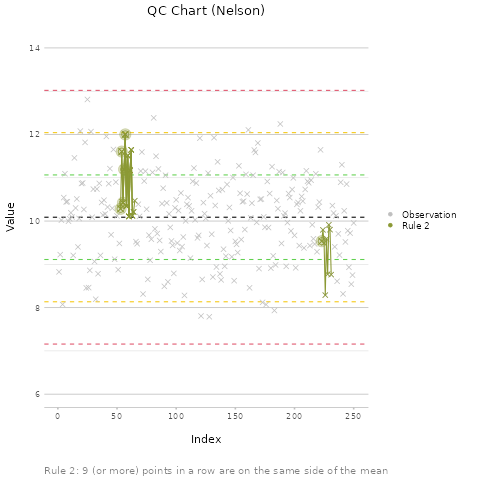 QC Chart (Nelson)
14
12
10
8
6
Value
0
50
100
150
200
250
Index
Observation
Rule 2
Rule 2: 9 (or more) points in a row are on the same side of the mean